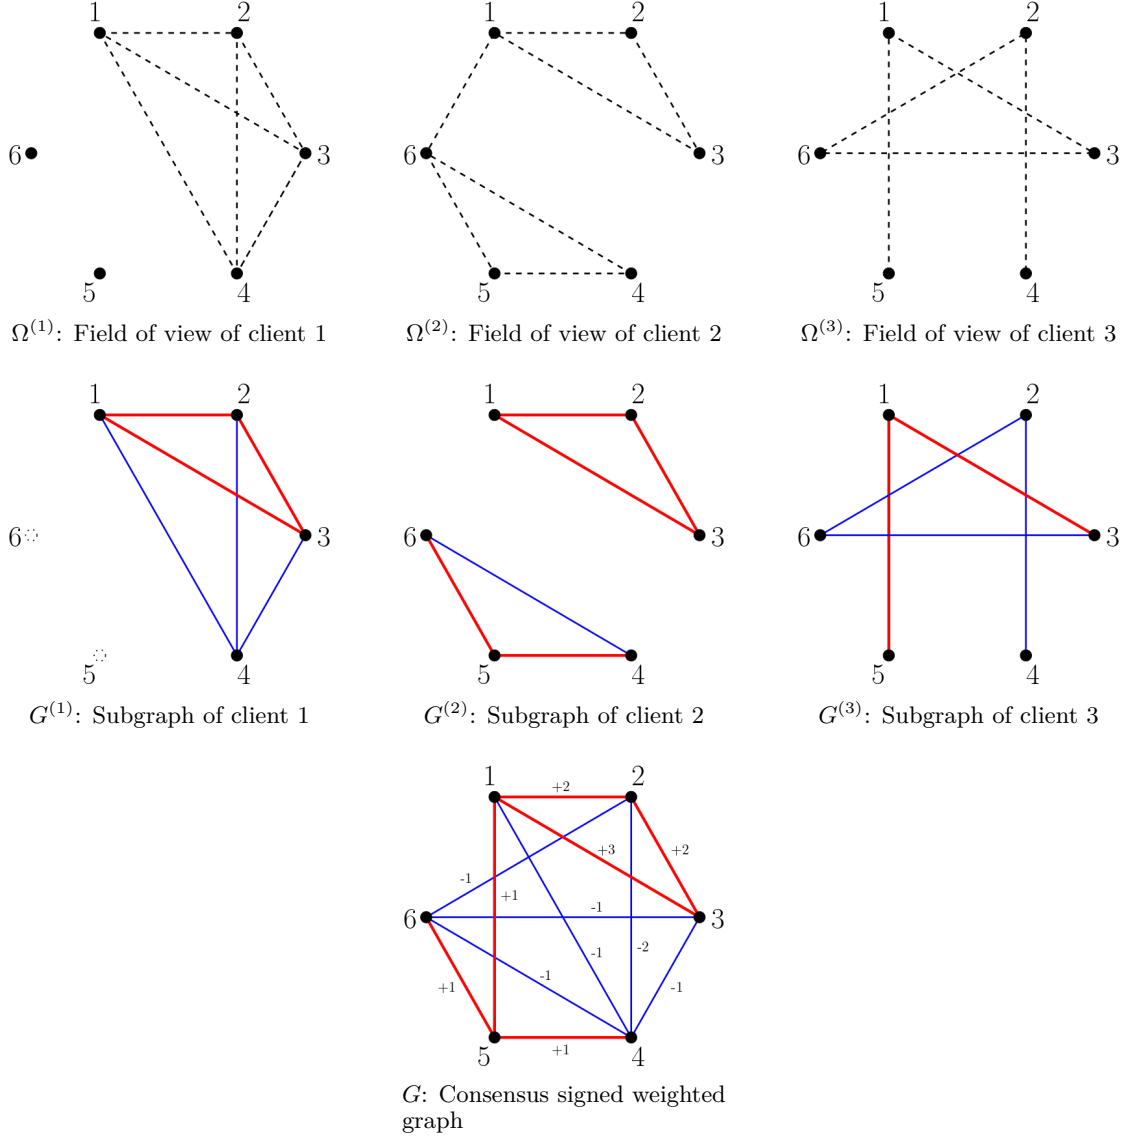 1 2 1 2 1 2
6 3 6 3 6 3
5 4 5 4 5 4
Ω(1): Field of view of client 1
Ω(2): Field of view of client 2
Ω(3): Field of view of client 3
1 2 1 2 1 2
6 3 6 3 6 3
5 4 5 4 5 4
G(1): Subgraph of client 1
G(2): Subgraph of client 2
G(3): Subgraph of client 3
1 +2 2
+3 +2
-1
+1 -1
6 3
-1 -2
-1
+1 -1
5 +1 4
G: Consensus signed weighted
graph